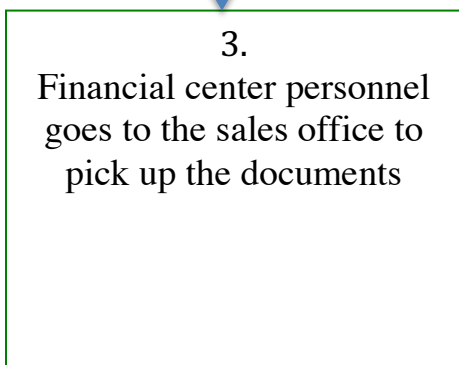 3.
Financial center personnel
goes to the sales office to
pick up the documents